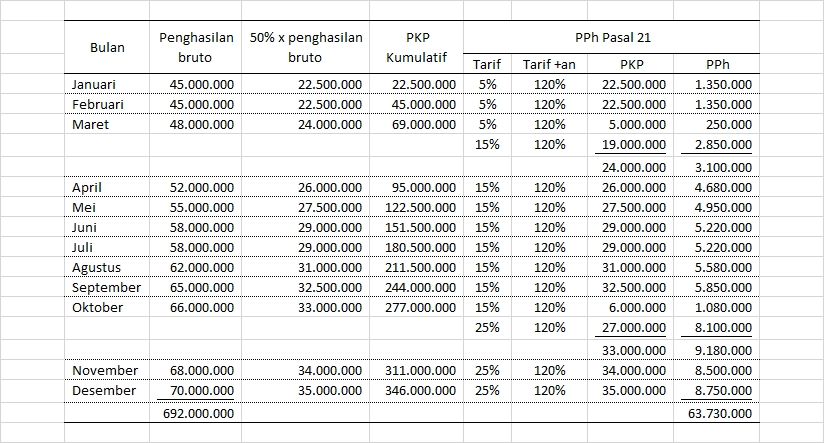 Bulan Penghasilan bruto 50% x penghasilan bruto PKP Kumulatif PPh Pasal 21
Tarif Tarif +an PKP PPh
Januari 45.000.000 22.500.000 22.500.000 5% 120% 22.500.000 1.350.000
Februari 45.000.000 22.500.000 45.000.000 5% 120% 22.500.000 1.350.000
Maret 48.000.000 24.000.000 69.000.000 5% 120% 5.000.000 250.000
15% 120% 19.000.000 2.850.000
24.000.000 3.100.000
April 52.000.000 26.000.000 95.000.000 15% 120% 26.000.000 4.680.000
Mei 55.000.000 27.500.000 122.500.000 15% 120% 27.500.000 4.950.000
Juni 58.000.000 29.000.000 151.500.000 15% 120% 29.000.000 5.220.000
Juli 58.000.000 29.000.000 180.500.000 15% 120% 29.000.000 5.220.000
Agustus 62.000.000 31.000.000 211.500.000 15% 120% 31.000.000 5.580.000
September 65.000.000 32.500.000 244.000.000 15% 120% 32.500.000 5.850.000
Oktober 66.000.000 33.000.000 277.000.000 15% 120% 6.000.000 1.080.000
25% 120% 27.000.000 8.100.000
33.000.000 9.180.000
November 68.000.000 34.000.000 311.000.000 25% 120% 34.000.000 8.500.000
Desember 70.000.000 35.000.000 346.000.000 25% 120% 35.000.000 8.750.000
692.000.000 63.730.000